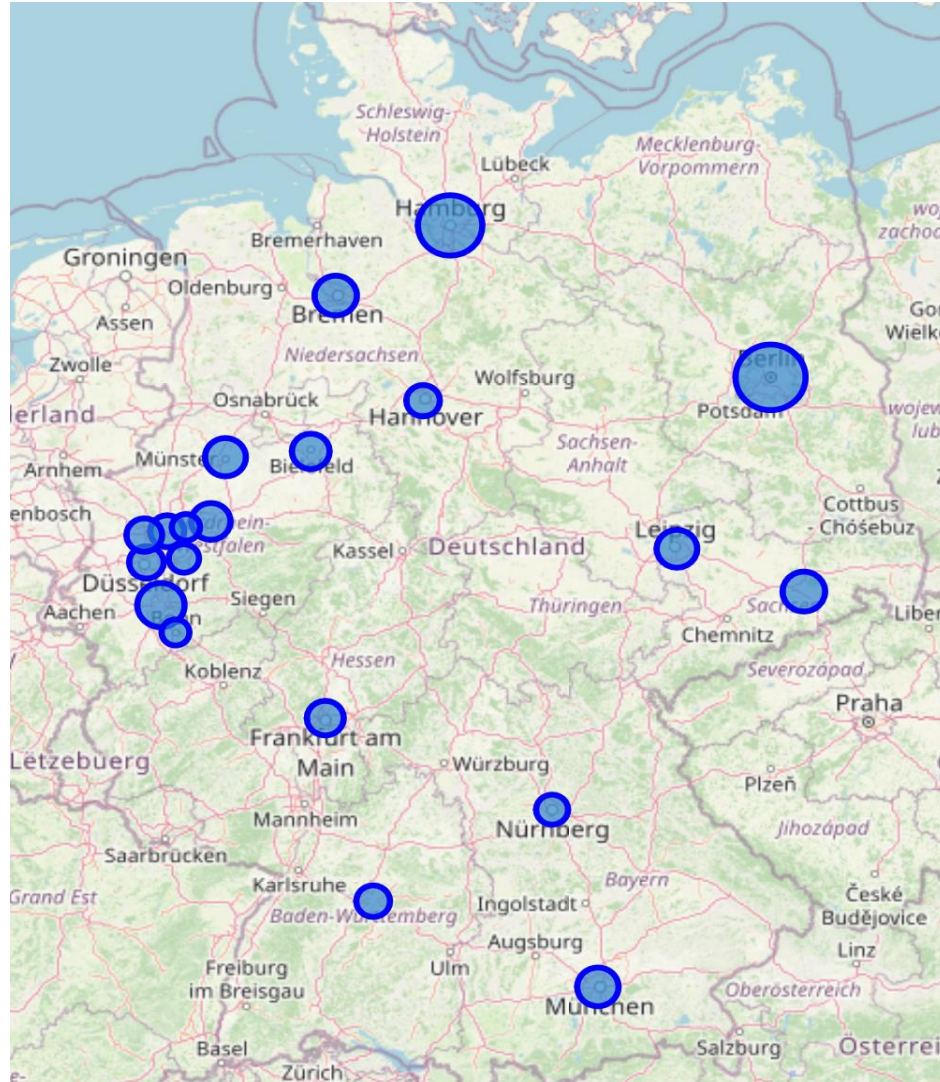 Schleswig-
Holstein
Mecklenburg-
Vorpommern
Lübeck
Hamburg
Bremerhaven
Groningen
Oldenburg
Assen
Bremen
Zwolle
Niedersachsen
Wolfsburg
Berlin
Osnabrück
Hannover
Potsdam
Münster
Arnhem
Sachsen-
Anhalt
Cottbus
- Chóśebuz
enbosch
Leipzig
Kassel
Deutschland
Düsseldorf
Aachen
Siegen
Thüringen
Chemnitz
Koblenz
Hessen
Severozápad
Praha
Frankfurt am
Main
Lëtzebuerg
Würzburg
Plzeň
Mannheim
Nürnberg
Jihozápad
Saarbrücken
Karlsruhe
Bayern
Grand Est
Baden-Württemberg
Ingolstadt
České
Budějovice
Augsburg
Linz
Freiburg
im Breisgau
Ulm
München
Oberösterreich
Basel
Salzburg
Österrei
Zürich